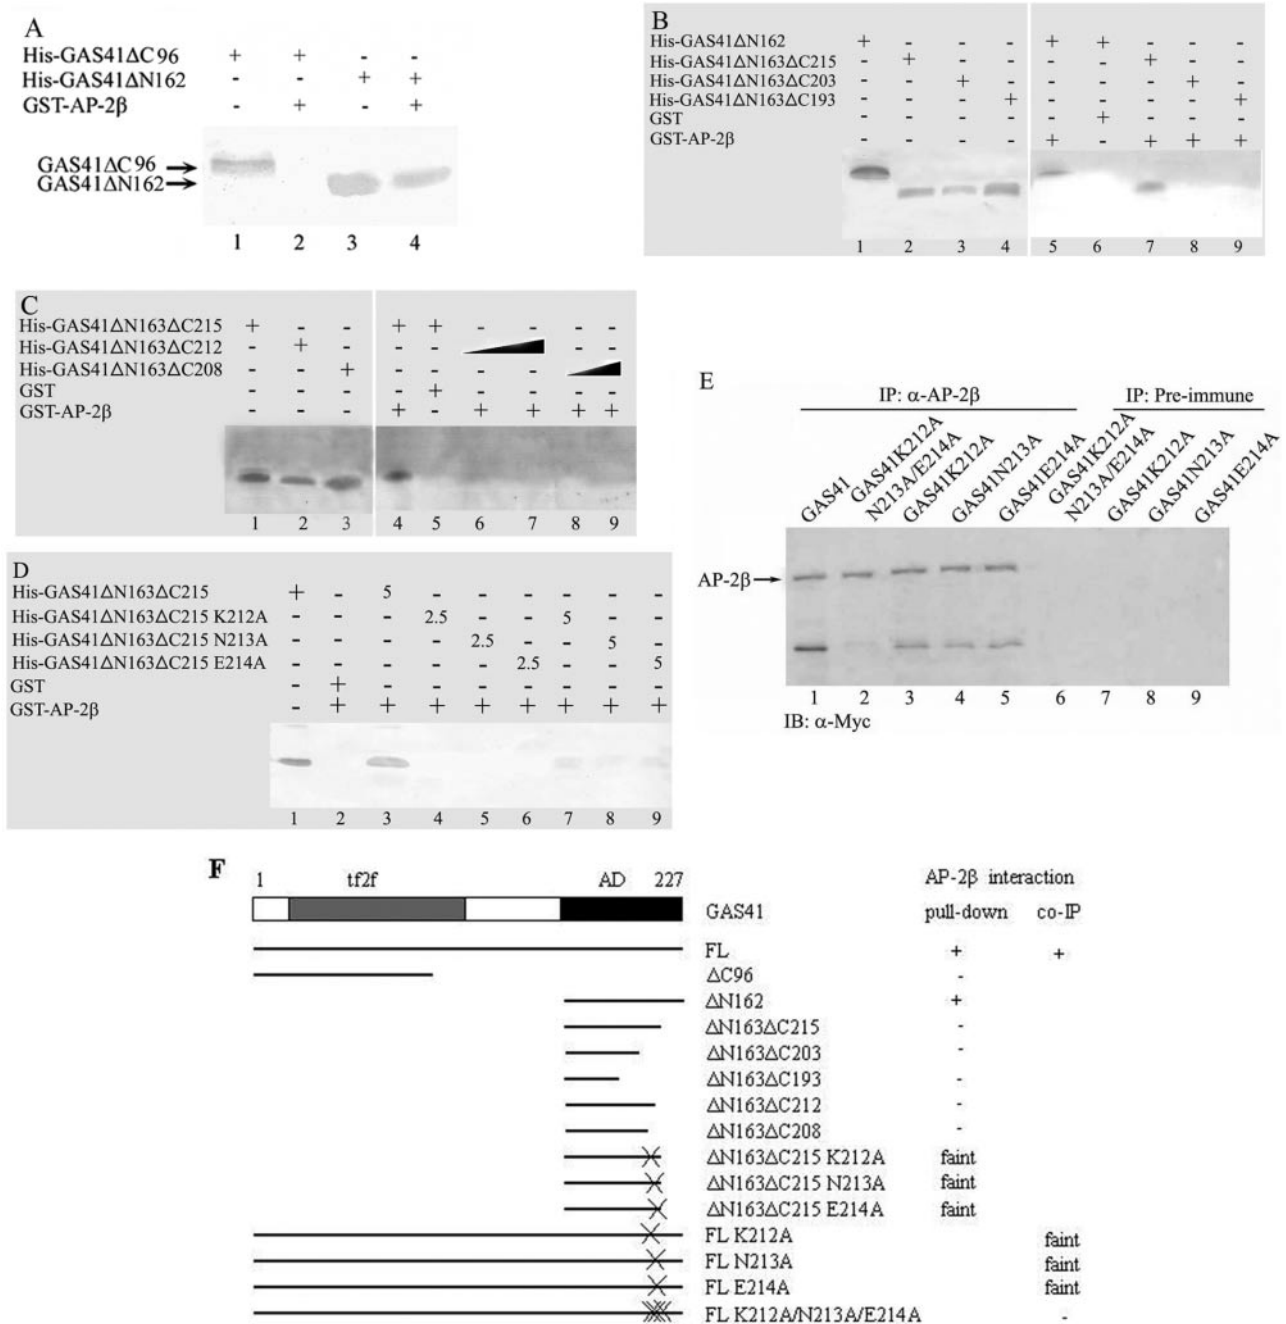 A
His-GAS41ΔC96 + + - -
His-GAS41ΔN162 - - + +
GST-AP-2β - + - +
GAS41ΔC96
GAS41ΔN162
1 2 3 4
B
His-GAS41ΔN162 + - - - + + - - -
His-GAS41ΔN163ΔC215 - + - - - - + - -
His-GAS41ΔN163ΔC203 - - + - - - - + -
His-GAS41ΔN163ΔC193 - - - + - - - - +
GST - - - - - + - - -
GST-AP-2β - - - - + - + + +
1 2 3 4 5 6 7 8 9
C
His-GAS41ΔN163ΔC215 + - - + + - - - -
His-GAS41ΔN163ΔC212 - + - - - - -
His-GAS41ΔN163ΔC208 - - + - - - -
GST - - - - + - - - -
GST-AP-2β - - - + - + + + +
1 2 3 4 5 6 7 8 9
D
His-GAS41ΔN163ΔC215 + - 5 - - - - - -
His-GAS41ΔN163ΔC215 K212A - - - 2.5 - - 5 - -
His-GAS41ΔN163ΔC215 N213A - - - - 2.5 - - 5 -
His-GAS41ΔN163ΔC215 E214A - - - - - 2.5 - - 5
GST - + - - - - - - -
GST-AP-2β - + + + + + + + +
1 2 3 4 5 6 7 8 9
E
IP: α-AP-2β IP: Pre-immune
GAS41
GAS41K212A
N213A/E214A
GAS41K212A
GAS41N213A
GAS41E214A
GAS41K212A
N213A/E214A
GAS41K212A
GAS41N213A
GAS41E214A
AP-2β
1 2 3 4 5 6 7 8 9
IB: α-Myc
F
1 tf2f AD 227 AP-2β interaction
GAS41 pull-down co-IP
FL + +
ΔC96 -
ΔN162 +
ΔN163ΔC215 -
ΔN163ΔC203 -
ΔN163ΔC193 -
ΔN163ΔC212 -
ΔN163ΔC208 -
ΔN163ΔC215 K212A faint
ΔN163ΔC215 N213A faint
ΔN163ΔC215 E214A faint
FL K212A faint
FL N213A faint
FL E214A faint
FL K212A/N213A/E214A -